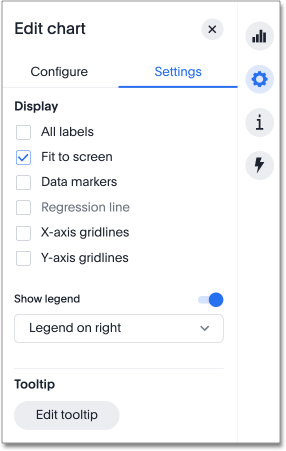 Edit chart
Configure
Settings
Display
All labels
Fit to screen
Data markers
Regression line
X-axis gridlines
Y-axis gridlines
Show legend
Legend on right
Tooltip
Edit tooltip